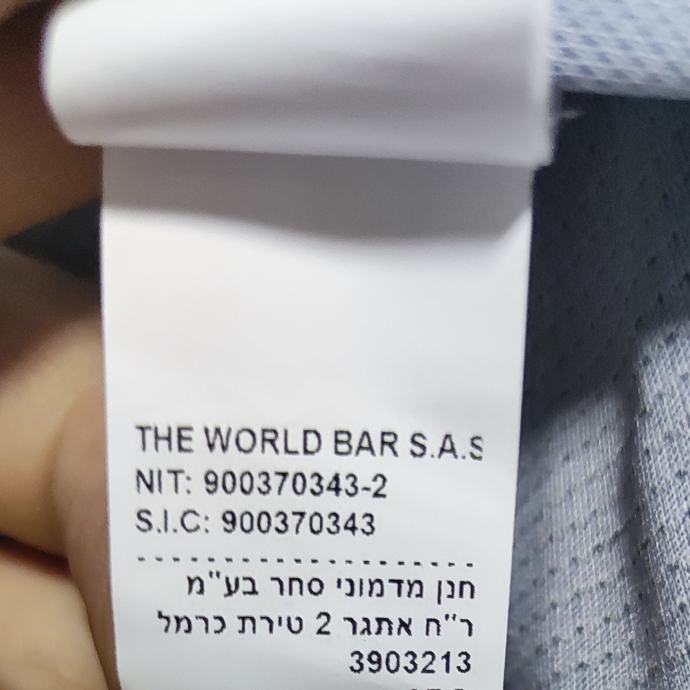 THE WORLD BAR S.A.S
NIT: 900370343-2
S.I.C: 900370343
חנן מדמוני סחר בע"מ
ר"ח אתגר 2 טירת כרמל
3903213